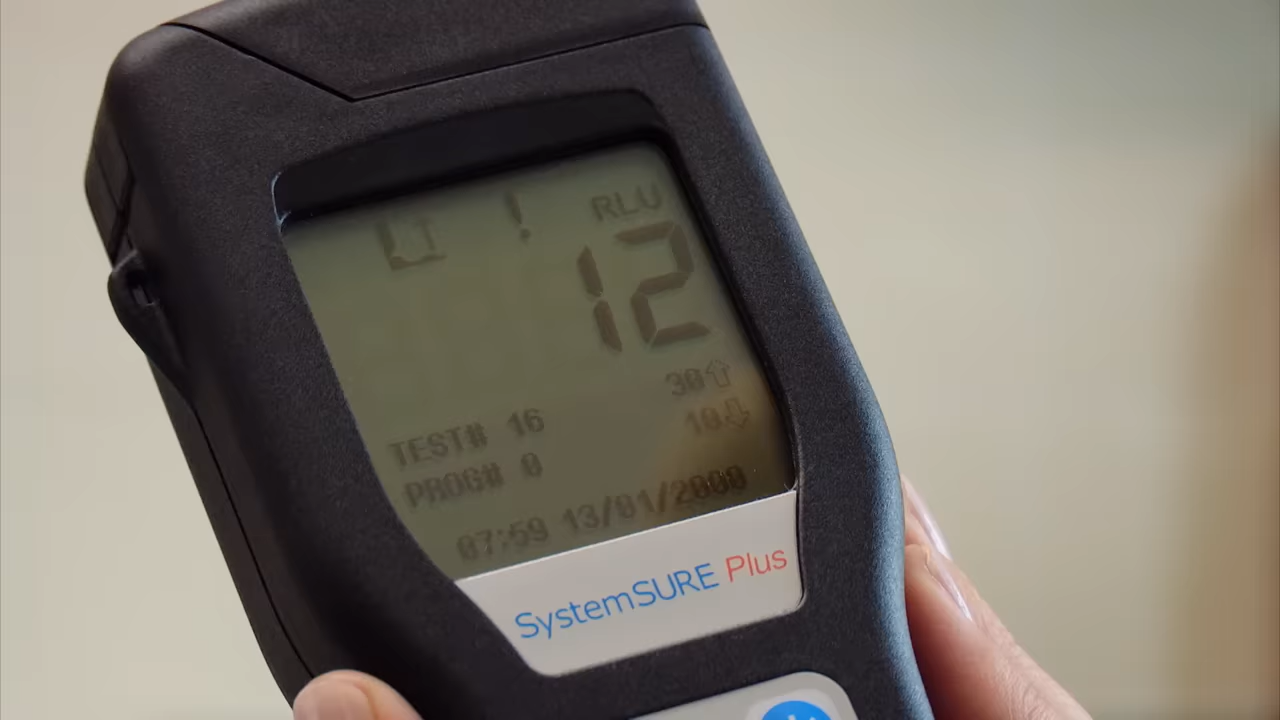 ! RLU
12
30⇧
10⇩
TEST# 16
PROG# 0
07:59 13/01/2000
SystemSURE Plus